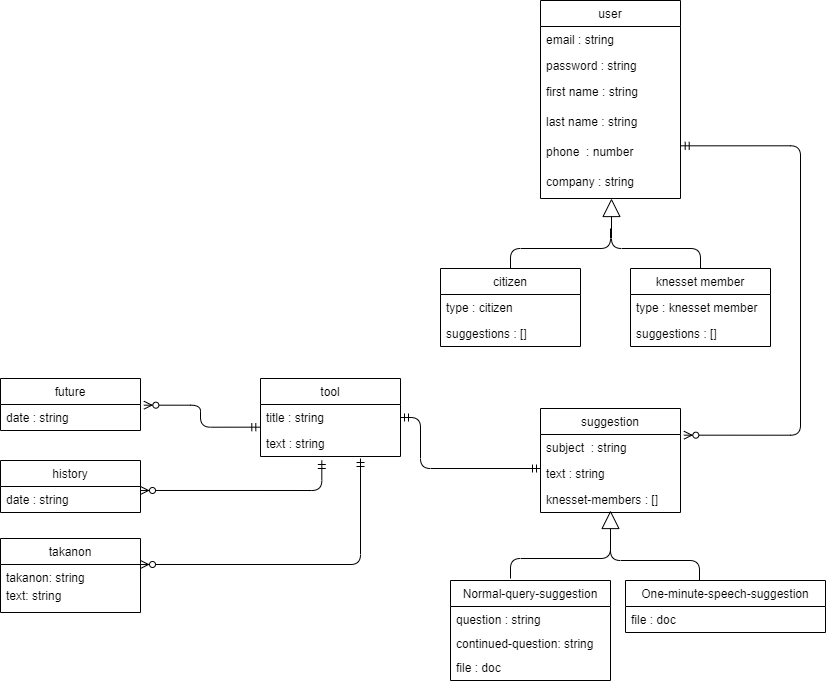 user
email : string
password : string
first name : string
last name : string
phone  : number
company : string
citizen
type : citizen
suggestions : []
knesset member
type : knesset member
suggestions : []
future
date : string
tool
title : string
text : string
suggestion
subject  : string
text : string
knesset-members : []
history
date : string
takanon
takanon: string
text: string
Normal-query-suggestion
question : string
continued-question: string
file : doc
One-minute-speech-suggestion
file : doc